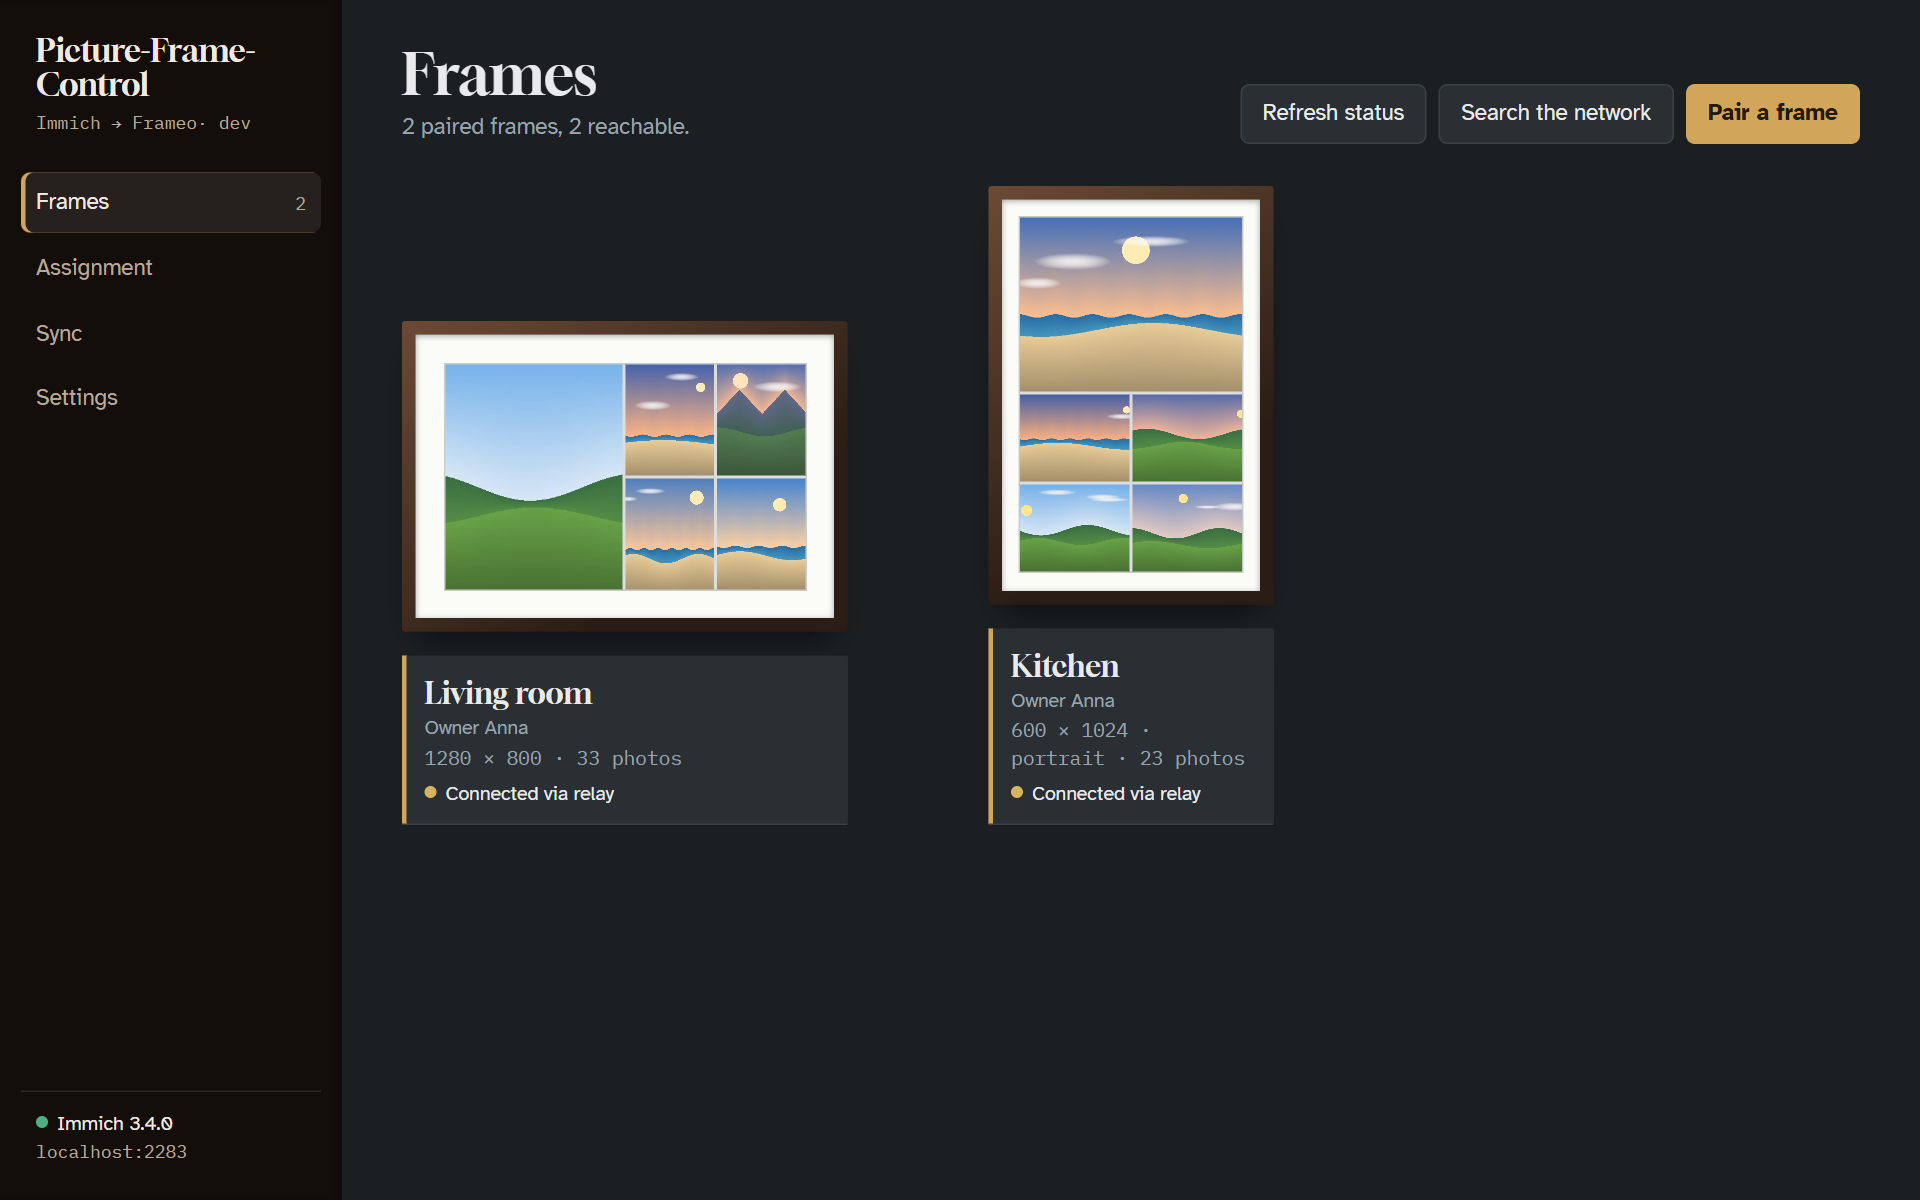 Picture-Frame-
Control
Immich → Frameo· dev
Frames 2
Assignment
Sync
Settings
Immich 3.4.0
localhost:2283
Frames
2 paired frames, 2 reachable.
Refresh status
Search the network
Pair a frame
Living room
Owner Anna
1280 × 800 · 33 photos
Connected via relay
Kitchen
Owner Anna
600 × 1024 ·
portrait · 23 photos
Connected via relay